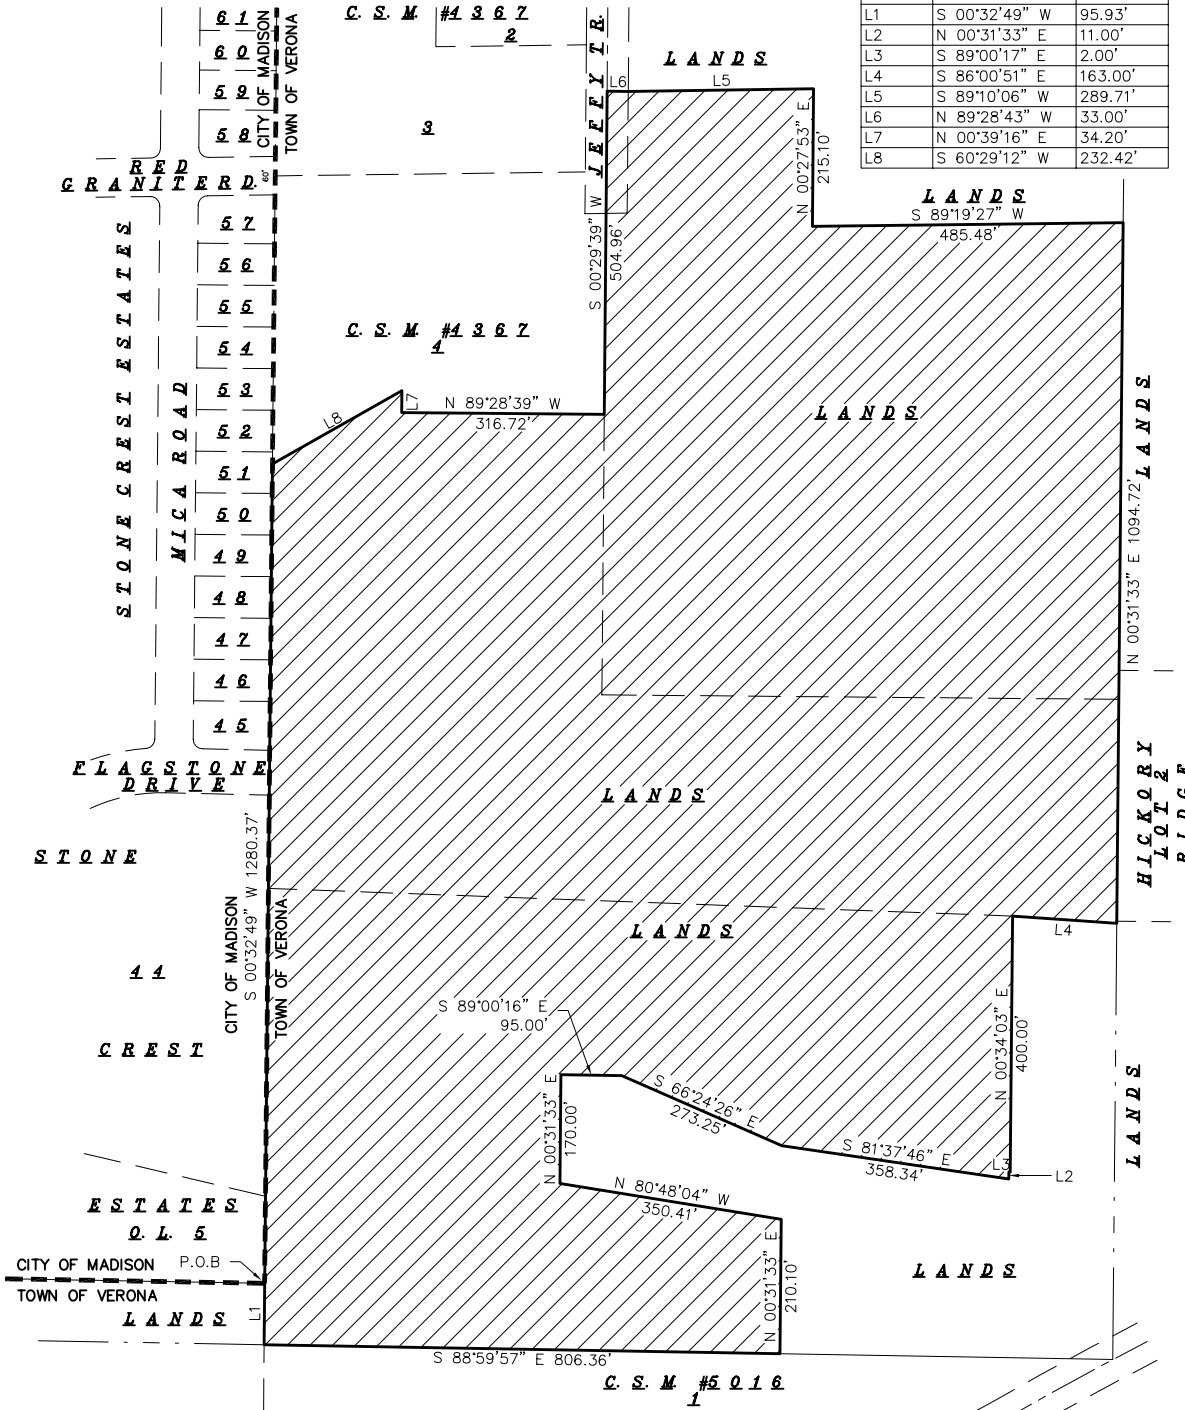 L1 S 00°32'49" W 95.93'
L2 N 00°31'33" E 11.00'
L3 S 89°00'17" E 2.00'
L4 S 86°00'51" E 163.00'
L5 S 89°10'06" W 289.71'
L6 N 89°28'43" W 33.00'
L7 N 00°39'16" E 34.20'
L8 S 60°29'12" W 232.42'
C. S. M. #4367
2
61
60
59
58
CITY OF MADISON
TOWN OF VERONA
3
JEFFY TR.
LANDS
L6
L5
N 00°27'53" E
215.10'
RED
GRANITE RD.
60'
LANDS
S 89°19'27" W
485.48'
S 00°29'39" W
504.96'
57
56
55
54
53
52
51
50
49
48
47
46
45
STONE CREST ESTATES
MICA ROAD
C. S. M. #4367
4
L8
L7
N 89°28'39" W
316.72'
LANDS
LANDS
N 00°31'33" E 1094.72'
FLAGSTONE
DRIVE
LANDS
HICKORY
LOT 2
RIDGE
STONE
S 00°32'49" W 1280.37'
CITY OF MADISON
TOWN OF VERONA
LANDS
L4
44
S 89°00'16" E
95.00'
N 00°34'03" E
400.00'
CREST
S 66°24'26" E
273.25'
N 00°31'33" E
170.00'
LANDS
S 81°37'46" E
358.34'
L3
L2
N 80°48'04" W
350.41'
ESTATES
O. L. 5
CITY OF MADISON
P.O.B
TOWN OF VERONA
LANDS
L1
N 00°31'33" E
210.10'
LANDS
S 88°59'57" E 806.36'
C. S. M. #5016
1